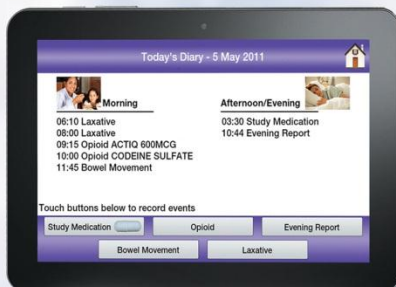 Today's Diary - 5 May 2011
Morning
06:10 Laxative
08:00 Laxative
09:15 Opioid ACTIQ 600MCG
10:00 Opioid CODEINE SULFATE
11:45 Bowel Movement
Afternoon/Evening
03:30 Study Medication
10:44 Evening Report
Touch buttons below to record events
Study Medication
Opioid
Evening Report
Bowel Movement
Laxative